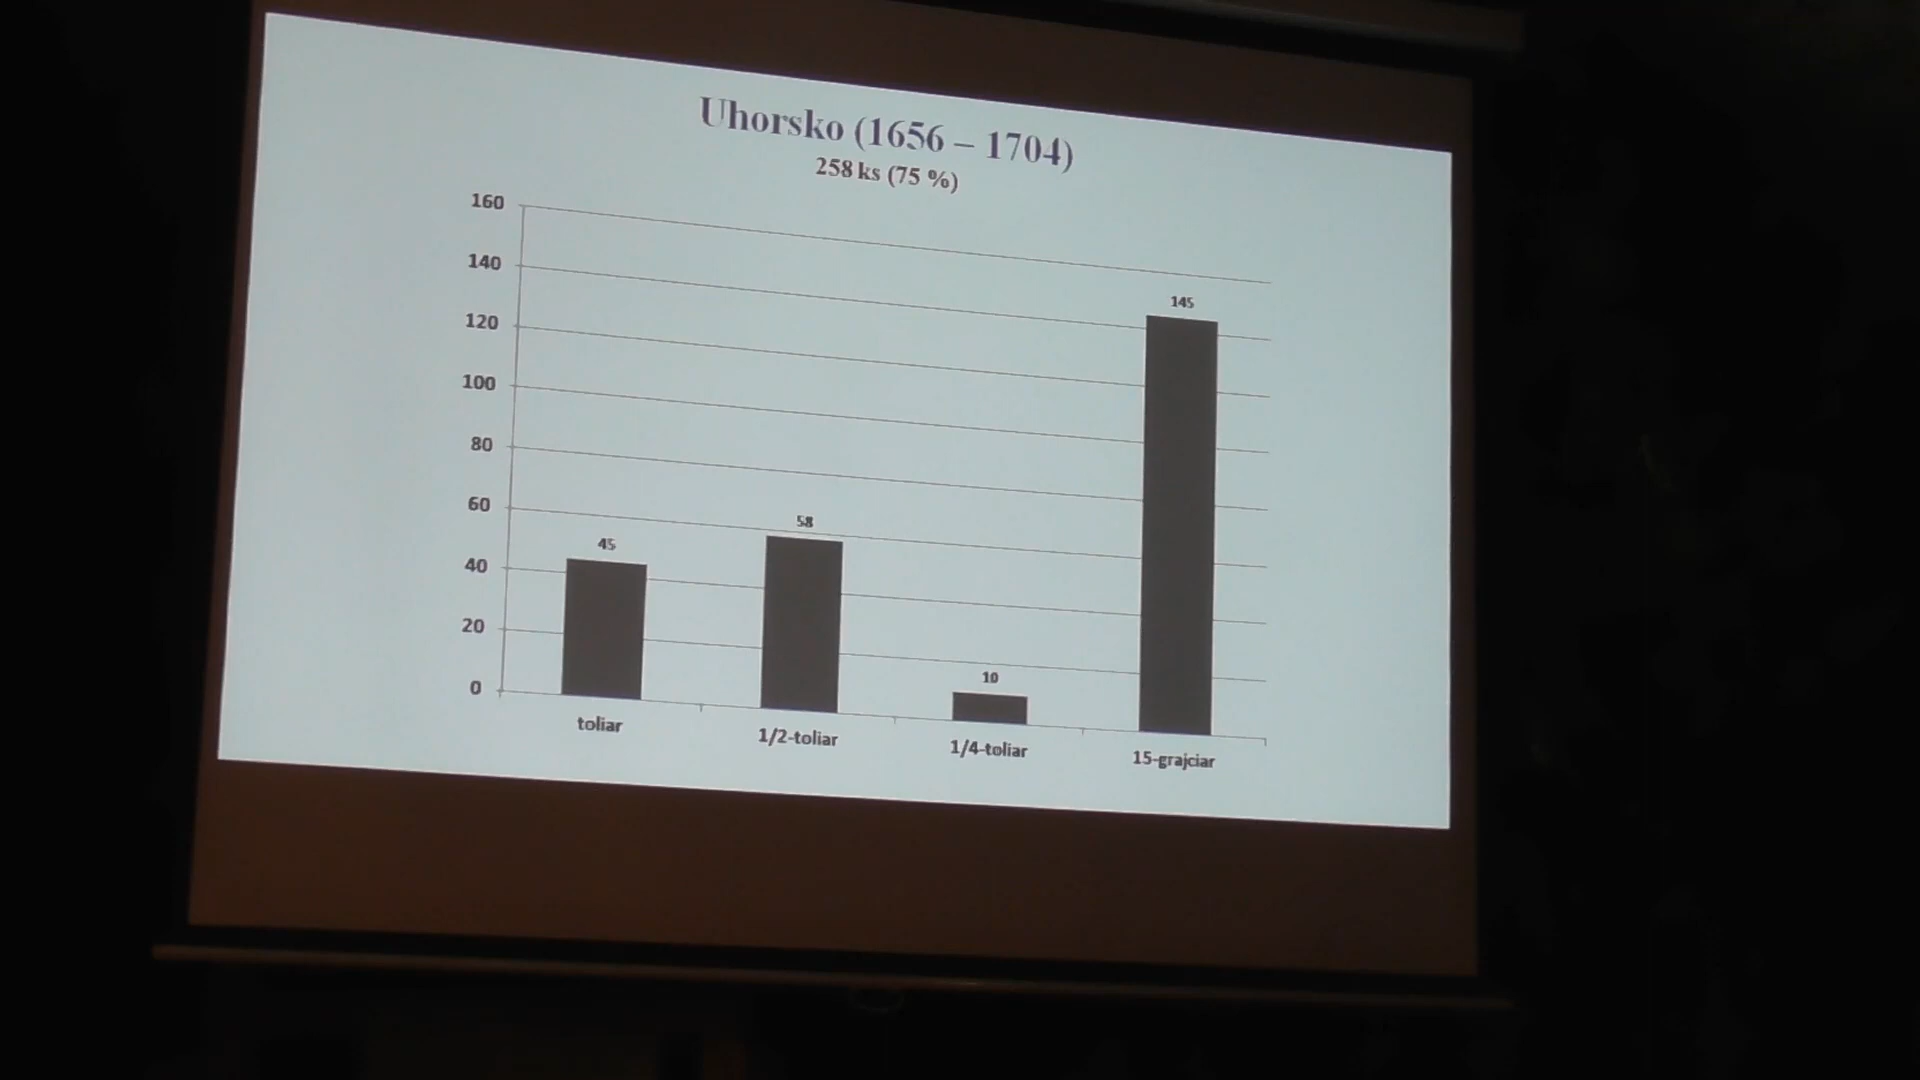 Uhorsko (1656 – 1704)
258 ks (75 %)
160
140
120
100
80
60
40
20
0
45
58
10
145
toliar
1/2-toliar
1/4-toliar
15-grajciar